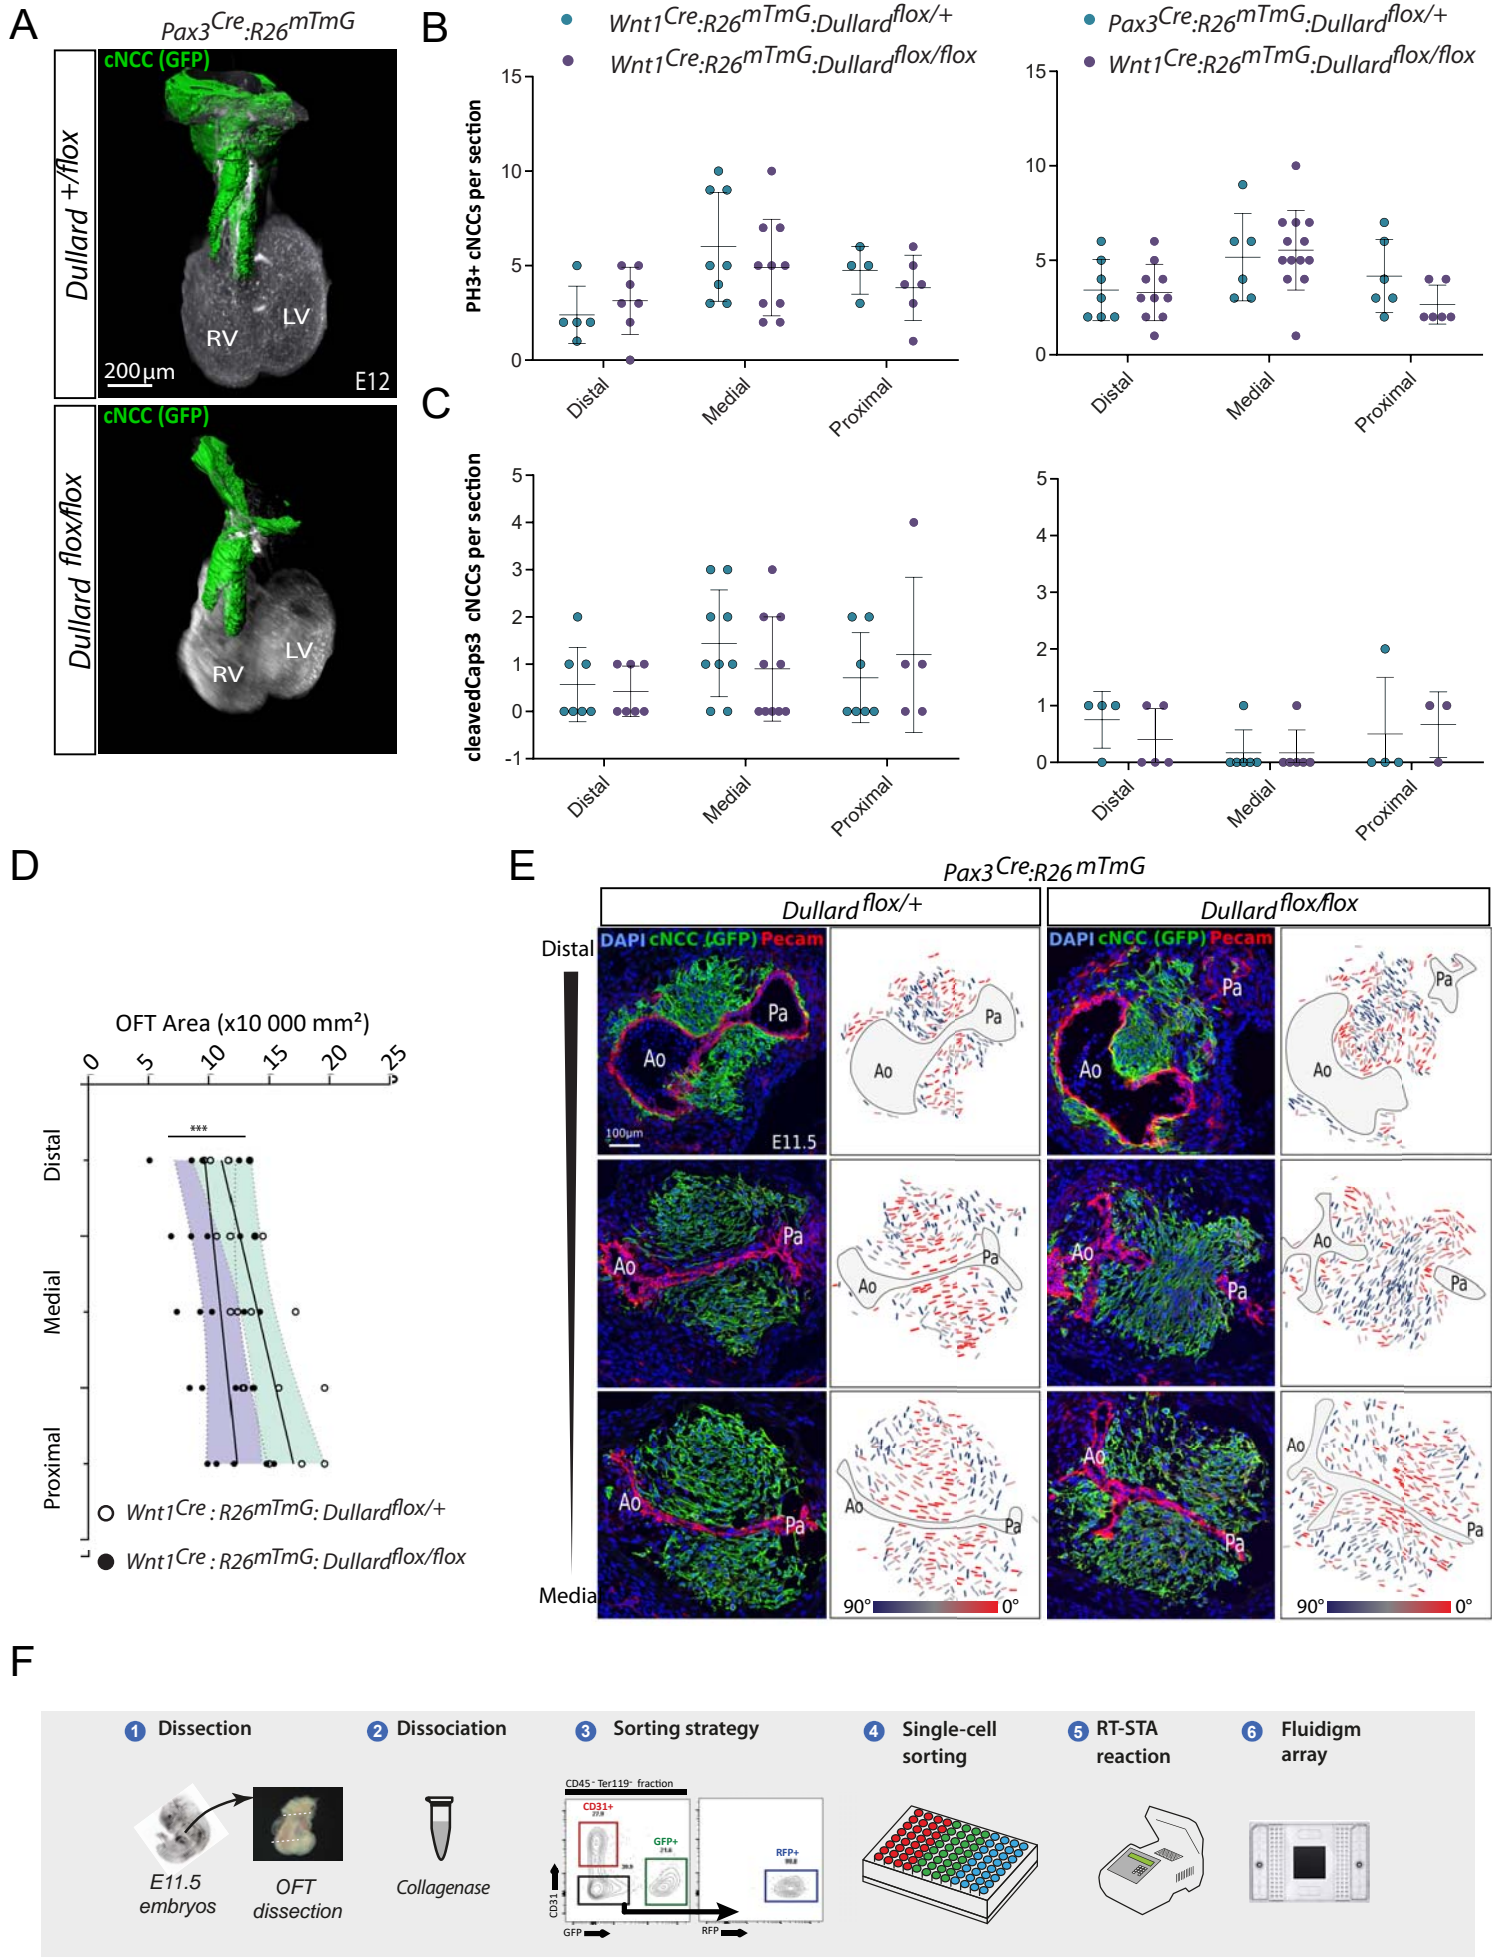 A
Pax3Cre:R26mTmG
cNCC (GFP)
Dullard +/flox
RV
LV
200µm
E12
cNCC (GFP)
Dullard flox/flox
RV
LV
B
Wnt1Cre:R26mTmG:Dullardflox/+
Wnt1Cre:R26mTmG:Dullardflox/flox
PH3+ cNCCs per section
15
10
5
0
Distal
Medial
Proximal
Pax3Cre:R26mTmG:Dullardflox/+
Wnt1Cre:R26mTmG:Dullardflox/flox
15
10
5
0
Distal
Medial
Proximal
C
cleavedCaps3 cNCCs per section
5
4
3
2
1
0
-1
Distal
Medial
Proximal
5
4
3
2
1
0
Distal
Medial
Proximal
D
OFT Area (x10 000 mm²)
0
5
10
15
20
25
***
Distal
Medial
Proximal
Wnt1Cre : R26mTmG: Dullardflox/+
Wnt1Cre : R26mTmG: Dullardflox/flox
E
Pax3Cre:R26mTmG
Dullard flox/+
Dullard flox/flox
Distal
Media
DAPI cNCC (GFP) Pecam
Pa
Ao
100µm
E11.5
Pa
Ao
DAPI cNCC (GFP) Pecam
Pa
Ao
Pa
Ao
Pa
Ao
Pa
Ao
Ao
Pa
Ao
Pa
Ao
Pa
Ao
Pa
90°
0°
Ao
Pa
Ao
Pa
90°
0°
F
1 Dissection
E11.5
embryos
OFT
dissection
2 Dissociation
Collagenase
3 Sorting strategy
CD45- Ter119- fraction
CD31+
GFP+
RFP+
CD31
GFP
RFP
4 Single-cell
sorting
5 RT-STA
reaction
6 Fluidigm
array